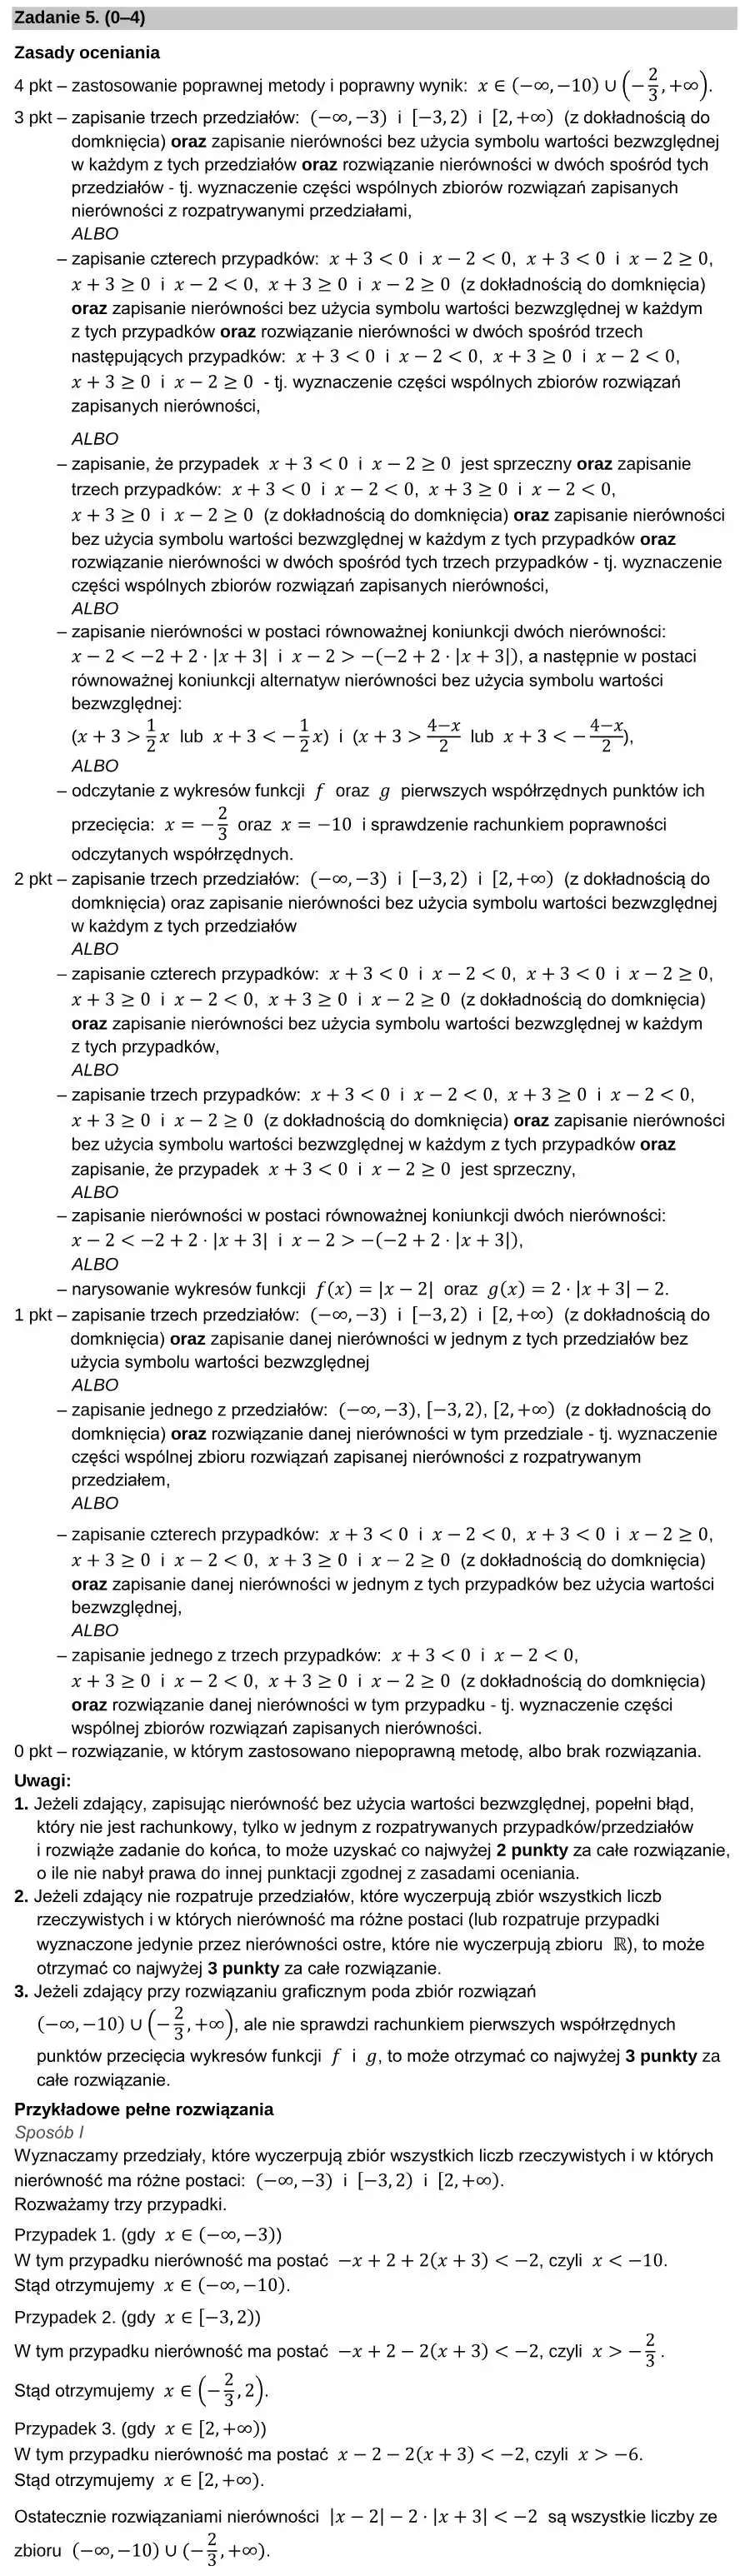 Zadanie 5. (0–4)
Zasady oceniania
4 pkt – zastosowanie poprawnej metody i poprawny wynik: x ∈ (−∞, −10) ∪ (−2/3, +∞).
3 pkt – zapisanie trzech przedziałów: (−∞, −3) i [−3, 2) i [2, +∞) (z dokładnością do
domknięcia) oraz zapisanie nierówności bez użycia symbolu wartości bezwzględnej
w każdym z tych przedziałów oraz rozwiązanie nierówności w dwóch spośród tych
przedziałów - tj. wyznaczenie części wspólnych zbiorów rozwiązań zapisanych
nierówności z rozpatrywanymi przedziałami,
ALBO
– zapisanie czterech przypadków: x + 3 < 0 i x − 2 < 0, x + 3 < 0 i x − 2 ≥ 0,
x + 3 ≥ 0 i x − 2 < 0, x + 3 ≥ 0 i x − 2 ≥ 0 (z dokładnością do domknięcia)
oraz zapisanie nierówności bez użycia symbolu wartości bezwzględnej w każdym
z tych przypadków oraz rozwiązanie nierówności w dwóch spośród trzech
następujących przypadków: x + 3 < 0 i x − 2 < 0, x + 3 ≥ 0 i x − 2 < 0,
x + 3 ≥ 0 i x − 2 ≥ 0 - tj. wyznaczenie części wspólnych zbiorów rozwiązań
zapisanych nierówności,
ALBO
– zapisanie, że przypadek x + 3 < 0 i x − 2 ≥ 0 jest sprzeczny oraz zapisanie
trzech przypadków: x + 3 < 0 i x − 2 < 0, x + 3 ≥ 0 i x − 2 < 0,
x + 3 ≥ 0 i x − 2 ≥ 0 (z dokładnością do domknięcia) oraz zapisanie nierówności
bez użycia symbolu wartości bezwzględnej w każdym z tych przypadków oraz
rozwiązanie nierówności w dwóch spośród tych trzech przypadków - tj. wyznaczenie
części wspólnych zbiorów rozwiązań zapisanych nierówności,
ALBO
– zapisanie nierówności w postaci równoważnej koniunkcji dwóch nierówności:
x − 2 < −2 + 2 · |x + 3| i x − 2 > −(−2 + 2 · |x + 3|), a następnie w postaci
równoważnej koniunkcji alternatyw nierówności bez użycia symbolu wartości
bezwzględnej:
(x + 3 > 1/2 x lub x + 3 < −1/2 x) i (x + 3 > (4−x)/2 lub x + 3 < −(4−x)/2),
ALBO
– odczytanie z wykresów funkcji f oraz g pierwszych współrzędnych punktów ich
przecięcia: x = −2/3 oraz x = −10 i sprawdzenie rachunkiem poprawności
odczytanych współrzędnych.
2 pkt – zapisanie trzech przedziałów: (−∞, −3) i [−3, 2) i [2, +∞) (z dokładnością do
domknięcia) oraz zapisanie nierówności bez użycia symbolu wartości bezwzględnej
w każdym z tych przedziałów
ALBO
– zapisanie czterech przypadków: x + 3 < 0 i x − 2 < 0, x + 3 < 0 i x − 2 ≥ 0,
x + 3 ≥ 0 i x − 2 < 0, x + 3 ≥ 0 i x − 2 ≥ 0 (z dokładnością do domknięcia)
oraz zapisanie nierówności bez użycia symbolu wartości bezwzględnej w każdym
z tych przypadków,
ALBO
– zapisanie trzech przypadków: x + 3 < 0 i x − 2 < 0, x + 3 ≥ 0 i x − 2 < 0,
x + 3 ≥ 0 i x − 2 ≥ 0 (z dokładnością do domknięcia) oraz zapisanie nierówności
bez użycia symbolu wartości bezwzględnej w każdym z tych przypadków oraz
zapisanie, że przypadek x + 3 < 0 i x − 2 ≥ 0 jest sprzeczny,
ALBO
– zapisanie nierówności w postaci równoważnej koniunkcji dwóch nierówności:
x − 2 < −2 + 2 · |x + 3| i x − 2 > −(−2 + 2 · |x + 3|),
ALBO
– narysowanie wykresów funkcji f(x) = |x − 2| oraz g(x) = 2 · |x + 3| − 2.
1 pkt – zapisanie trzech przedziałów: (−∞, −3) i [−3, 2) i [2, +∞) (z dokładnością do
domknięcia) oraz zapisanie danej nierówności w jednym z tych przedziałów bez
użycia symbolu wartości bezwzględnej
ALBO
– zapisanie jednego z przedziałów: (−∞, −3), [−3, 2), [2, +∞) (z dokładnością do
domknięcia) oraz rozwiązanie danej nierówności w tym przedziale - tj. wyznaczenie
części wspólnej zbioru rozwiązań zapisanej nierówności z rozpatrywanym
przedziałem,
ALBO
– zapisanie czterech przypadków: x + 3 < 0 i x − 2 < 0, x + 3 < 0 i x − 2 ≥ 0,
x + 3 ≥ 0 i x − 2 < 0, x + 3 ≥ 0 i x − 2 ≥ 0 (z dokładnością do domknięcia)
oraz zapisanie danej nierówności w jednym z tych przypadków bez użycia wartości
bezwzględnej,
ALBO
– zapisanie jednego z trzech przypadków: x + 3 < 0 i x − 2 < 0,
x + 3 ≥ 0 i x − 2 < 0, x + 3 ≥ 0 i x − 2 ≥ 0 (z dokładnością do domknięcia)
oraz rozwiązanie danej nierówności w tym przypadku - tj. wyznaczenie części
wspólnej zbiorów rozwiązań zapisanych nierówności.
0 pkt – rozwiązanie, w którym zastosowano niepoprawną metodę, albo brak rozwiązania.
Uwagi:
1. Jeżeli zdający, zapisując nierówność bez użycia wartości bezwzględnej, popełni błąd,
który nie jest rachunkowy, tylko w jednym z rozpatrywanych przypadków/przedziałów
i rozwiąże zadanie do końca, to może uzyskać co najwyżej 2 punkty za całe rozwiązanie,
o ile nie nabył prawa do innej punktacji zgodnej z zasadami oceniania.
2. Jeżeli zdający nie rozpatruje przedziałów, które wyczerpują zbiór wszystkich liczb
rzeczywistych i w których nierówność ma różne postaci (lub rozpatruje przypadki
wyznaczone jedynie przez nierówności ostre, które nie wyczerpują zbioru ℝ), to może
otrzymać co najwyżej 3 punkty za całe rozwiązanie.
3. Jeżeli zdający przy rozwiązaniu graficznym poda zbiór rozwiązań
(−∞, −10) ∪ (−2/3, +∞), ale nie sprawdzi rachunkiem pierwszych współrzędnych
punktów przecięcia wykresów funkcji f i g, to może otrzymać co najwyżej 3 punkty za
całe rozwiązanie.
Przykładowe pełne rozwiązania
Sposób I
Wyznaczamy przedziały, które wyczerpują zbiór wszystkich liczb rzeczywistych i w których
nierówność ma różne postaci: (−∞, −3) i [−3, 2) i [2, +∞).
Rozważamy trzy przypadki.
Przypadek 1. (gdy x ∈ (−∞, −3))
W tym przypadku nierówność ma postać −x + 2 + 2(x + 3) < −2, czyli x < −10.
Stąd otrzymujemy x ∈ (−∞, −10).
Przypadek 2. (gdy x ∈ [−3, 2))
W tym przypadku nierówność ma postać −x + 2 − 2(x + 3) < −2, czyli x > −2/3 .
Stąd otrzymujemy x ∈ (−2/3, 2).
Przypadek 3. (gdy x ∈ [2, +∞))
W tym przypadku nierówność ma postać x − 2 − 2(x + 3) < −2, czyli x > −6.
Stąd otrzymujemy x ∈ [2, +∞).
Ostatecznie rozwiązaniami nierówności |x − 2| − 2 · |x + 3| < −2 są wszystkie liczby ze
zbioru (−∞, −10) ∪ (−2/3, +∞).